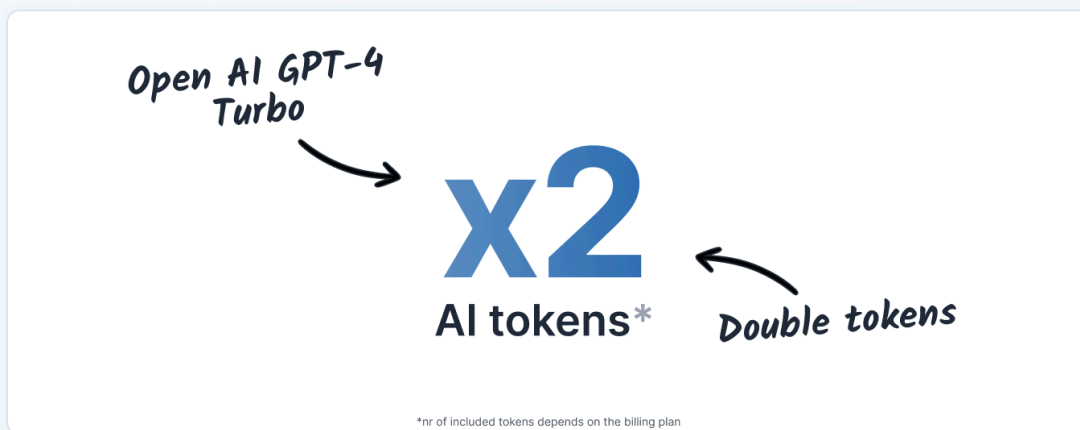 Open AI GPT-4
Turbo
x2
AI tokens*
Double tokens
*nr of included tokens depends on the billing plan